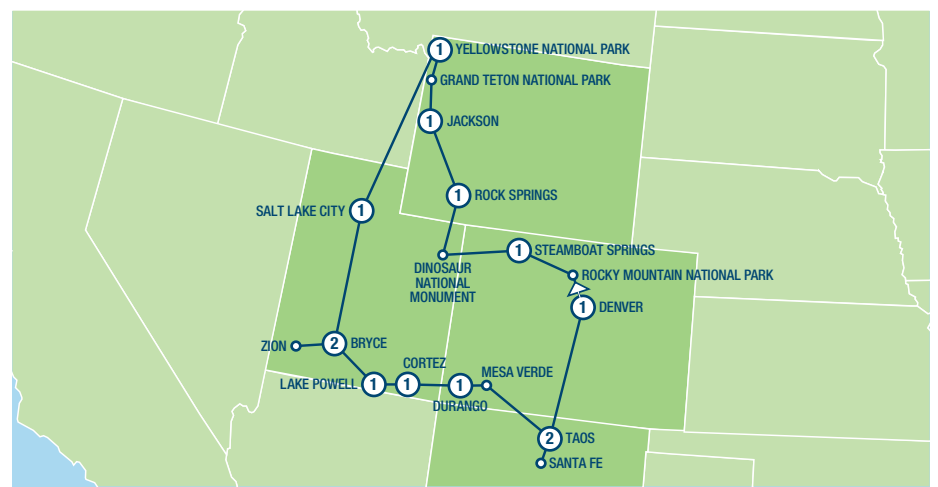 1 YELLOWSTONE NATIONAL PARK
GRAND TETON NATIONAL PARK
1 JACKSON
1 ROCK SPRINGS
SALT LAKE CITY 1
1 STEAMBOAT SPRINGS
DINOSAUR
NATIONAL
MONUMENT
ROCKY MOUNTAIN NATIONAL PARK
1 DENVER
ZION
2 BRYCE
CORTEZ
MESA VERDE
LAKE POWELL 1
1
1
DURANGO
2 TAOS
SANTA FE